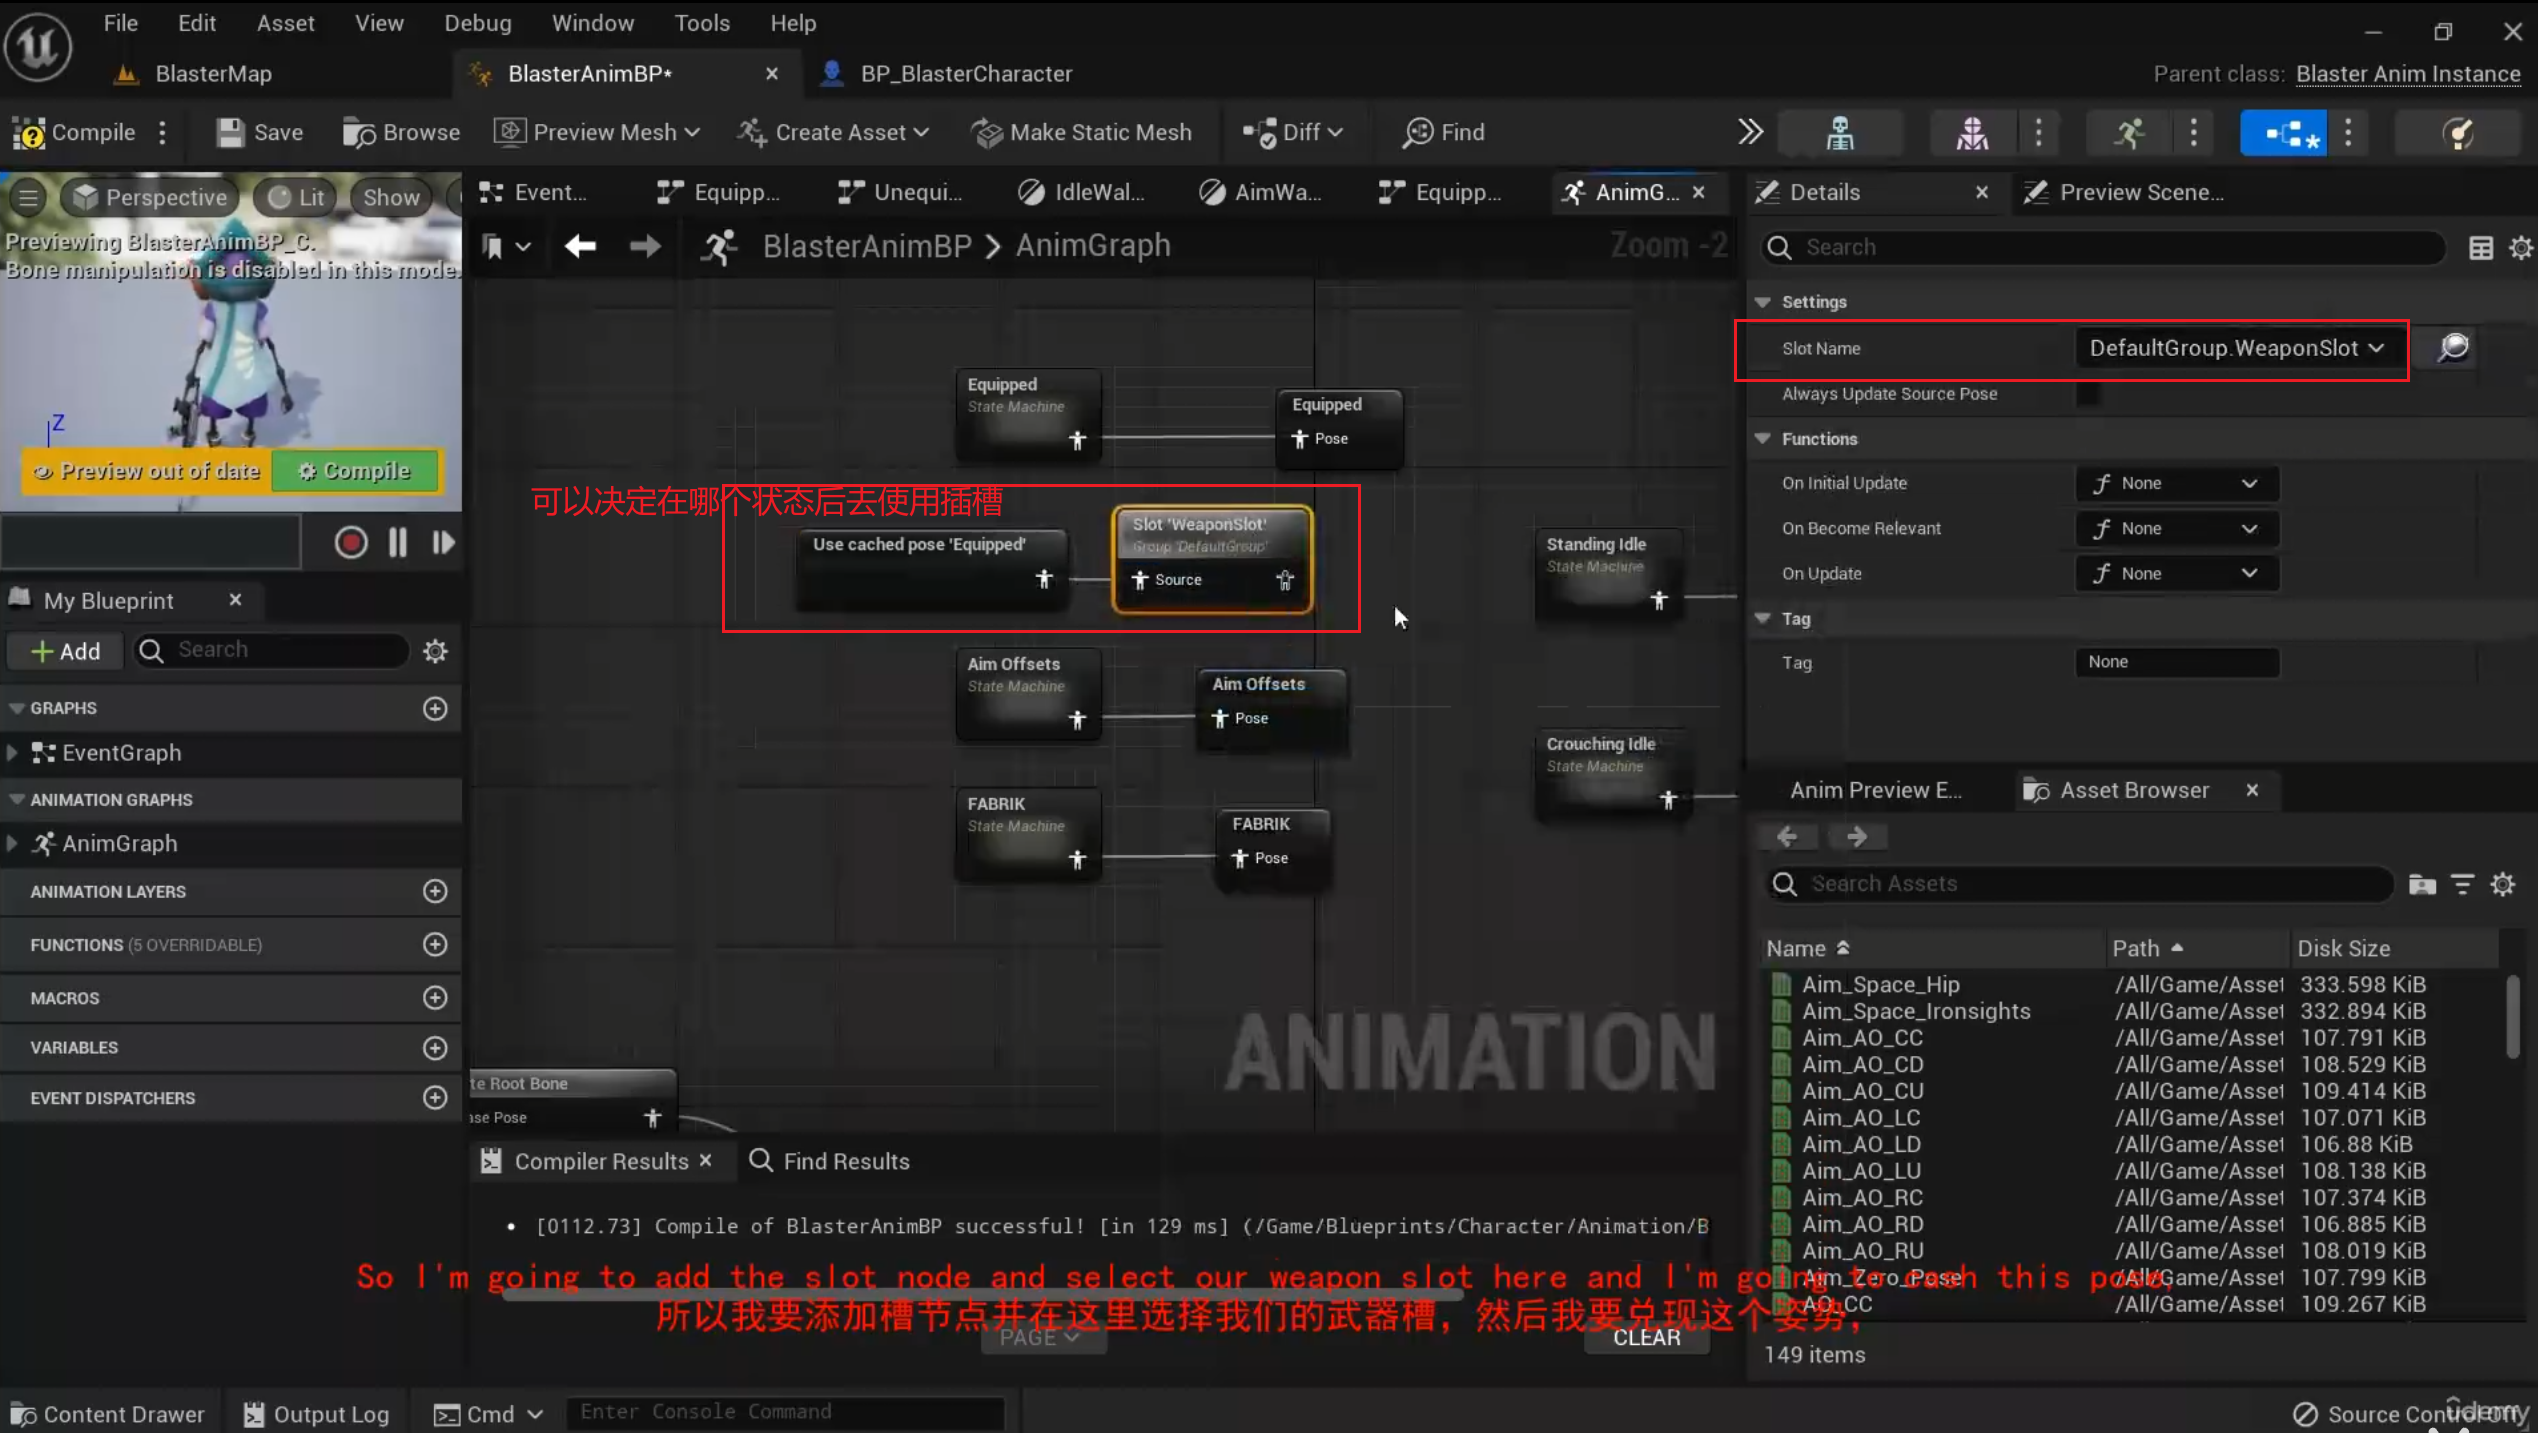 File Edit Asset View Debug Window Tools Help
BlasterMap
BlasterAnimBP*
BP_BlasterCharacter
Parent class: Blaster Anim Instance
Compile Save Browse Preview Mesh Create Asset Make Static Mesh Diff Find
Perspective Lit Show
Previewing BlasterAnimBP_C.
Bone manipulation is disabled in this mode.
Z
Preview out of date Compile
My Blueprint
Add Search
GRAPHS
EventGraph
ANIMATION GRAPHS
AnimGraph
ANIMATION LAYERS
FUNCTIONS (5 OVERRIDABLE)
MACROS
VARIABLES
EVENT DISPATCHERS
Event... Equipp... Unequi... IdleWal... AimWa... Equipp... AnimG...
BlasterAnimBP > AnimGraph
Zoom -2
Equipped
State Machine
Equipped
Pose
可以决定在哪个状态后去使用插槽
Use cached pose 'Equipped'
Slot 'WeaponSlot'
Group 'DefaultGroup'
Source
Standing Idle
State Machine
Aim Offsets
State Machine
Aim Offsets
Pose
Crouching Idle
State Machine
FABRIK
State Machine
FABRIK
Pose
te Root Bone
ase Pose
ANIMATION
Compiler Results Find Results
• [0112.73] Compile of BlasterAnimBP successful! [in 129 ms] (/Game/Blueprints/Character/Animation/B
So I'm going to add the slot node and select our weapon slot here and I'm going to cash this pose,
所以我要添加槽节点并在这里选择我们的武器槽，然后我要兑现这个姿势，
PAGE
CLEAR
Details
Preview Scene...
Search
Settings
Slot Name DefaultGroup.WeaponSlot
Always Update Source Pose
Functions
On Initial Update None
On Become Relevant None
On Update None
Tag
Tag None
Anim Preview E... Asset Browser
Search Assets
Name Path Disk Size
Aim_Space_Hip /All/Game/Asset 333.598 KiB
Aim_Space_Ironsights /All/Game/Asset 332.894 KiB
Aim_AO_CC /All/Game/Asset 107.791 KiB
Aim_AO_CD /All/Game/Asset 108.529 KiB
Aim_AO_CU /All/Game/Asset 109.414 KiB
Aim_AO_LC /All/Game/Asset 107.071 KiB
Aim_AO_LD /All/Game/Asset 106.88 KiB
Aim_AO_LU /All/Game/Asset 108.138 KiB
Aim_AO_RC /All/Game/Asset 107.374 KiB
Aim_AO_RD /All/Game/Asset 106.885 KiB
Aim_AO_RU /All/Game/Asset 108.019 KiB
Aim_Zero_Pose /All/Game/Asset 107.799 KiB
AO_CC /All/Game/Asset 109.267 KiB
149 items
Content Drawer Output Log Cmd Enter Console Command
Source Control Off
ûdemy